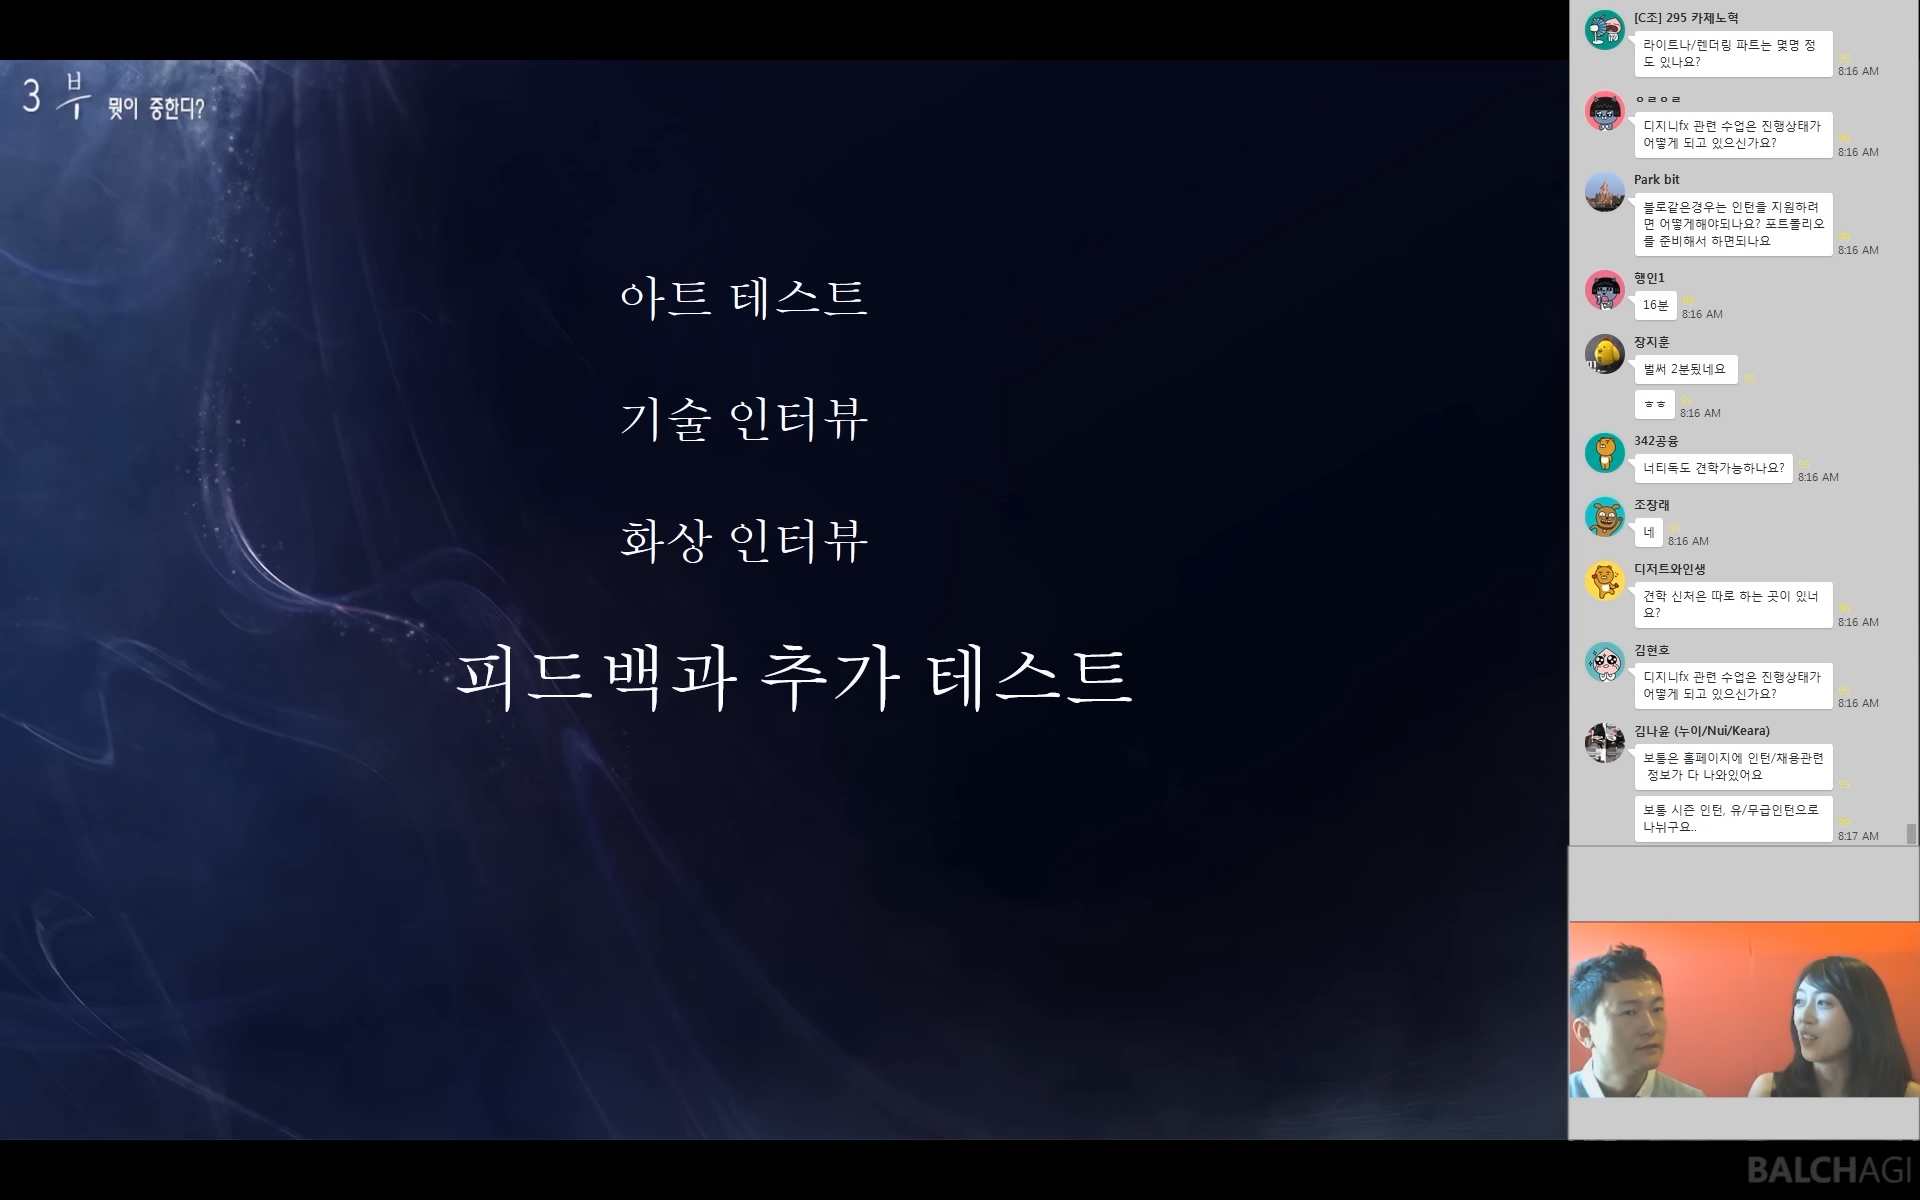 3부 뭣이 중한디?
아트 테스트
기술 인터뷰
화상 인터뷰
피드백과 추가 테스트
[C조] 295 카제노혁
라이트나/렌더링 파트는 몇명 정
도 있나요?
99
8:16 AM
ㅇㄹㅇㄹ
디지니fx 관련 수업은 진행상태가
어떻게 되고 있으신가요?
99
8:16 AM
Park bit
블로같은경우는 인턴을 지원하려
면 어떻게해야되나요? 포트폴리오
를 준비해서 하면되나요
99
8:16 AM
행인1
16분
99
8:16 AM
장지훈
벌써 2분됬네요
99
ㅎㅎ
99
8:16 AM
342공용
너티독도 견학가능하나요?
99
8:16 AM
조장래
네
99
8:16 AM
디저트와인생
견학 신처은 따로 하는 곳이 있너
요?
99
8:16 AM
김현호
디지니fx 관련 수업은 진행상태가
어떻게 되고 있으신가요?
99
8:16 AM
김나윤 (누이/Nui/Keara)
보통은 홈페이지에 인턴/채용관련
정보가 다 나와있어요
99
보통 시즌 인턴, 유/무급인턴으로
나뉘구요..
99
8:17 AM
BALCHAGI